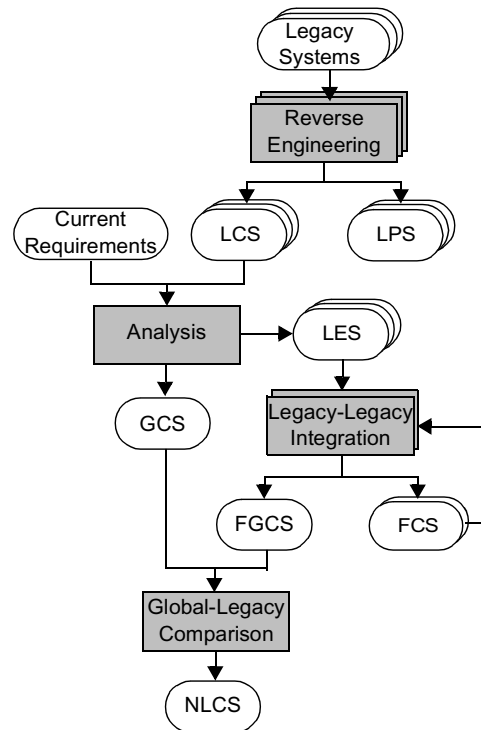 Legacy
Systems
Reverse
Engineering
Current
Requirements
LCS
LPS
Analysis
LES
GCS
Legacy-Legacy
Integration
FGCS
FCS
Global-Legacy
Comparison
NLCS